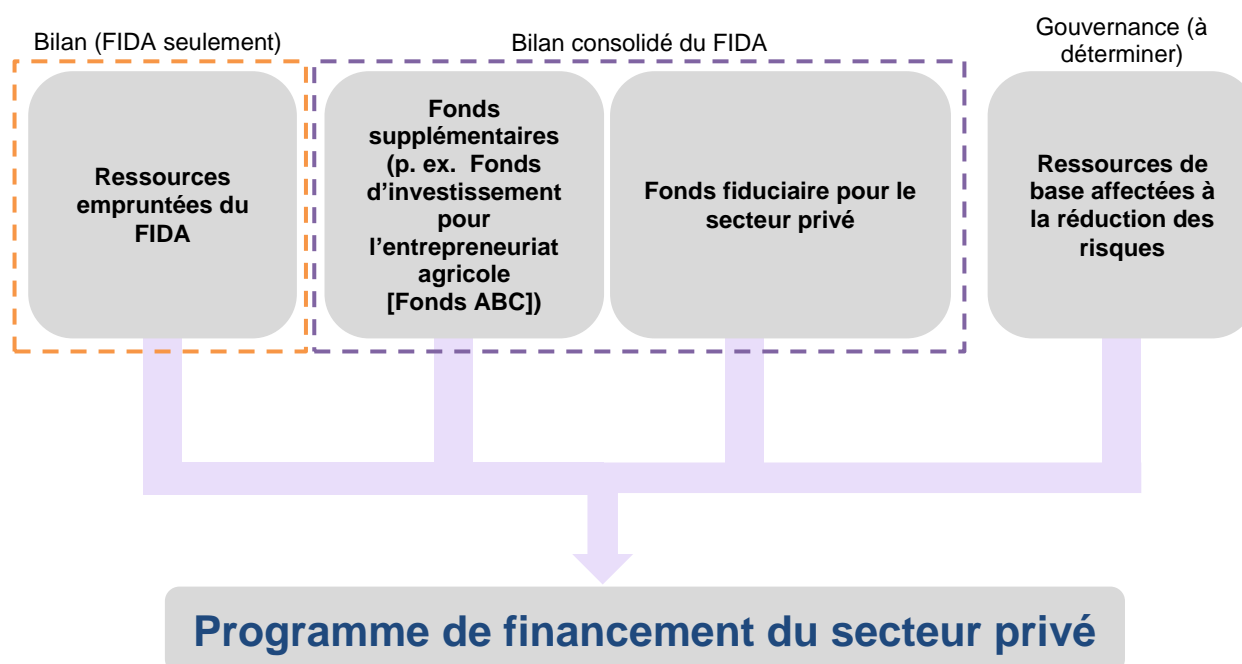 Bilan (FIDA seulement)
Bilan consolidé du FIDA
Gouvernance (à
déterminer)
Ressources
empruntées du
FIDA
Fonds
supplémentaires
(p. ex. Fonds
d’investissement
pour
l’entrepreneuriat
agricole
[Fonds ABC])
Fonds fiduciaire pour le
secteur privé
Ressources de
base affectées à
la réduction des
risques
Programme de financement du secteur privé